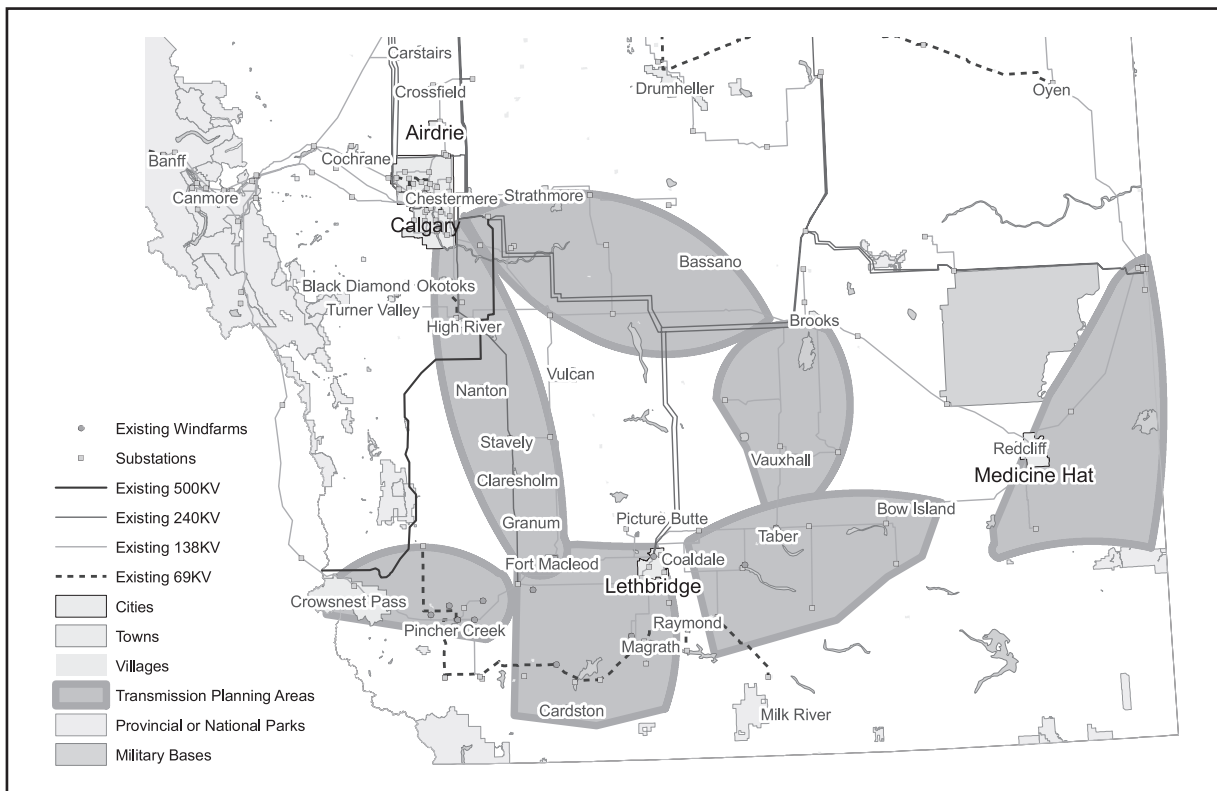 Carstairs
Crossfield
Drumheller
Oyen
Airdrie
Banff
Cochrane
Canmore
Chestermere
Strathmore
Calgary
Bassano
Black Diamond
Okotoks
Turner Valley
High River
Brooks
Vulcan
Nanton
Stavely
Vauxhall
Redcliff
Medicine Hat
Claresholm
Granum
Picture Butte
Bow Island
Taber
Fort Macleod
Coaldale
Lethbridge
Crowsnest Pass
Pincher Creek
Raymond
Magrath
Cardston
Milk River
Existing Windfarms
Substations
Existing 500KV
Existing 240KV
Existing 138KV
Existing 69KV
Cities
Towns
Villages
Transmission Planning Areas
Provincial or National Parks
Military Bases